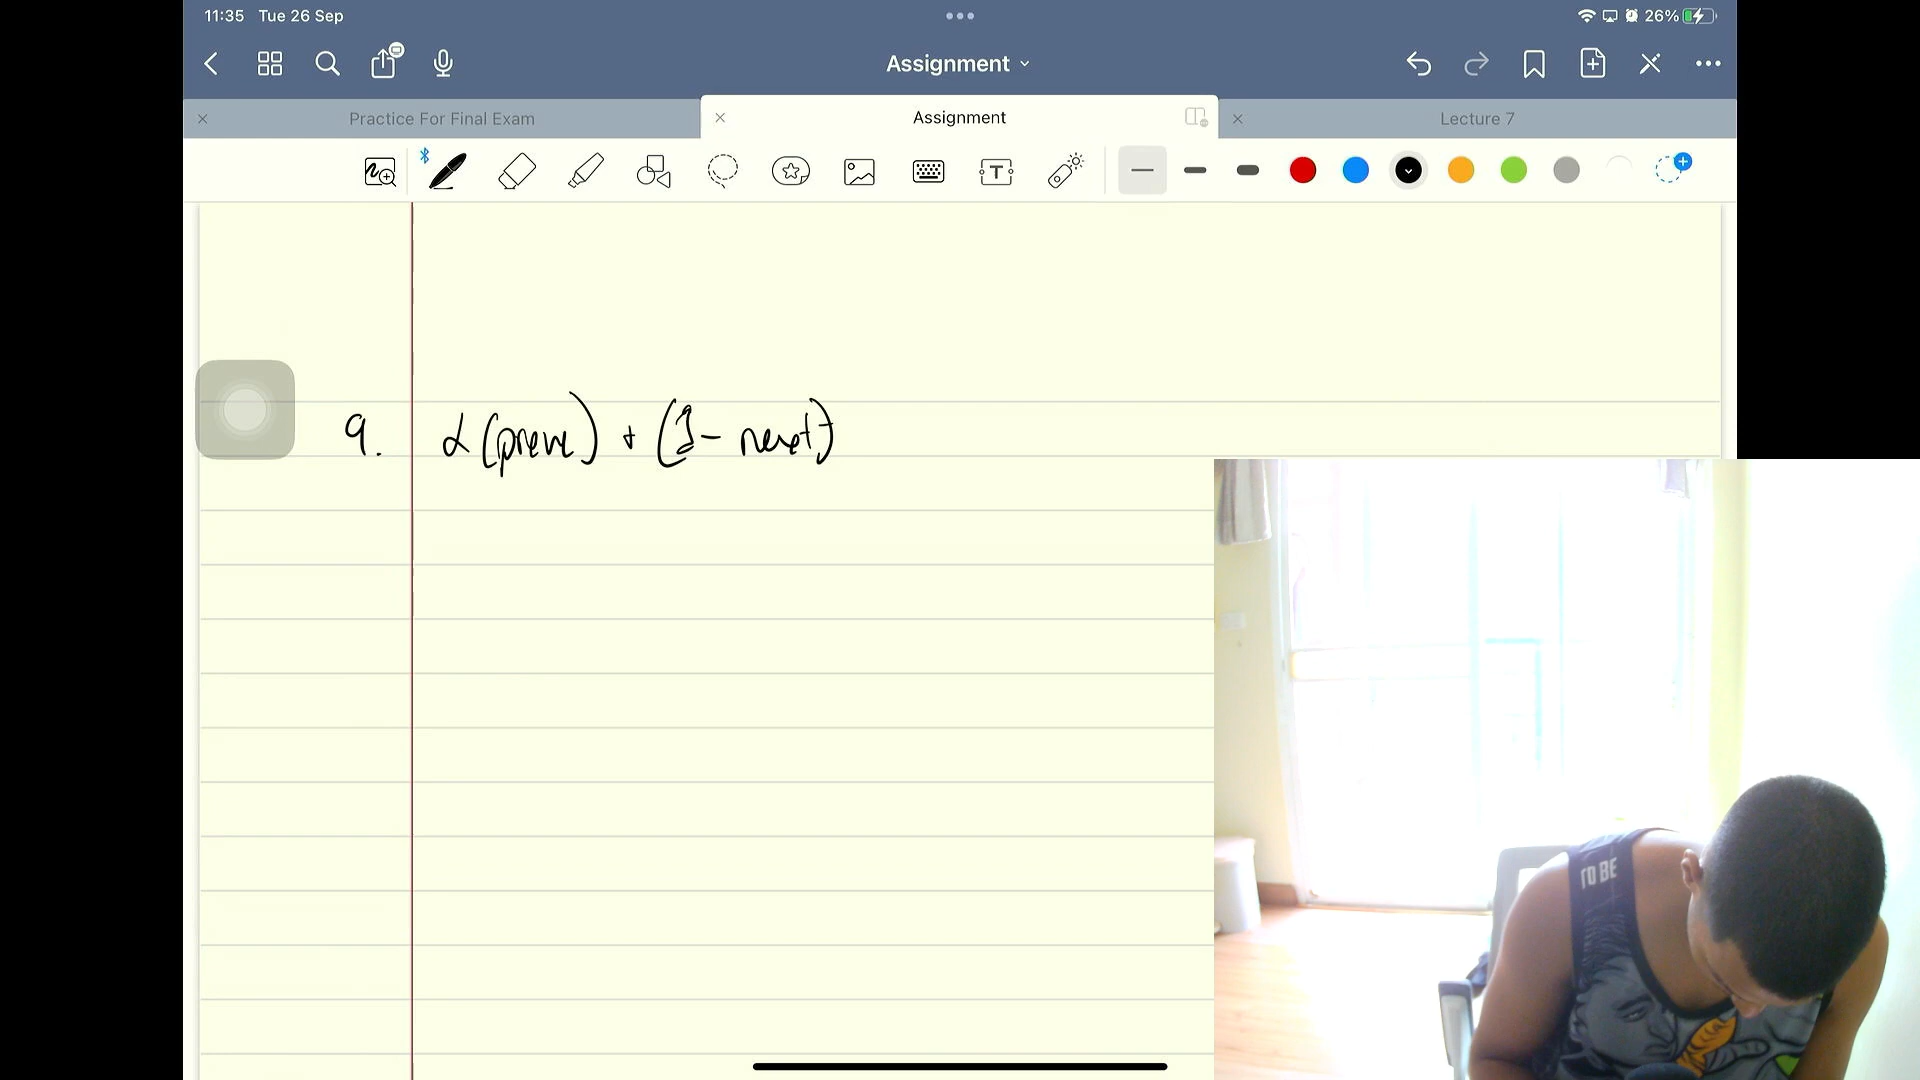 11:35 Tue 26 Sep
26%
Assignment
Practice For Final Exam
Assignment
Lecture 7
T
9. α(preve) + (1 - next)
TO BE